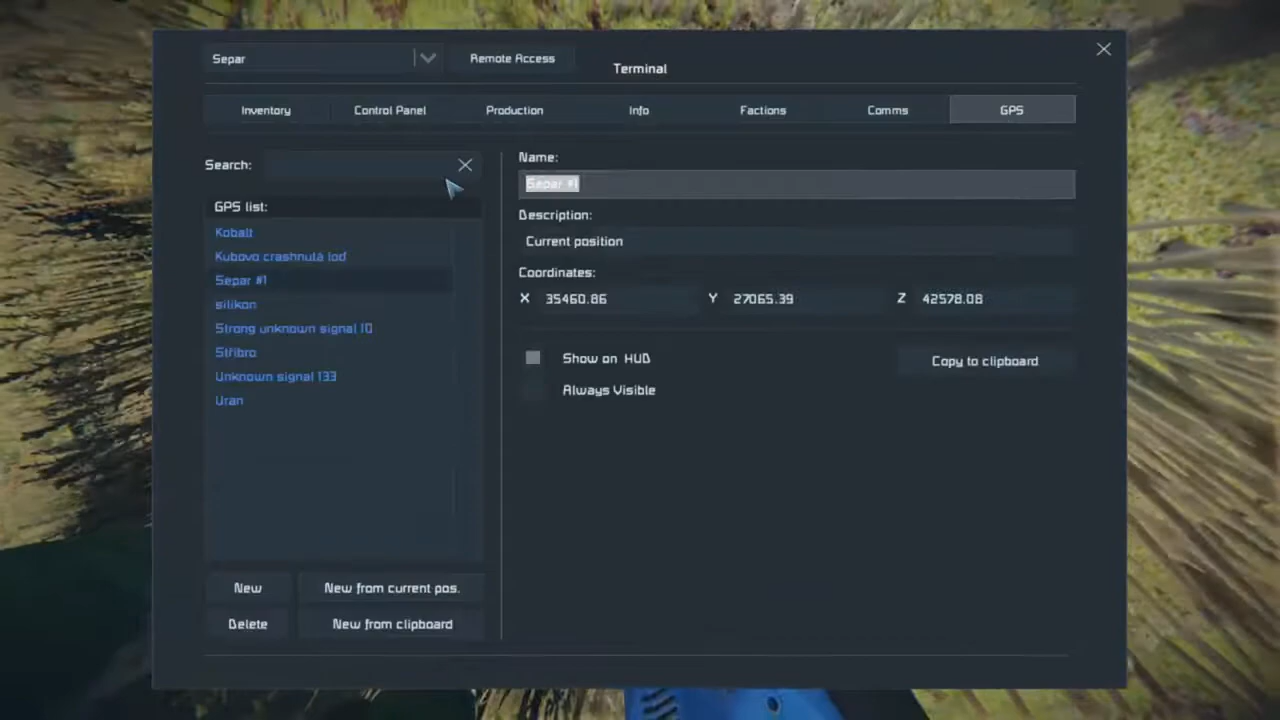 Separ
Remote Access
Terminal
Inventory
Control Panel
Production
Info
Factions
Comms
GPS
Search:
GPS list:
Kobalt
Kubova crashnutá loď
Separ #1
silikon
Strong unknown signal 10
Stříbro
Unknown signal 133
Uran
New
New from current pos.
Delete
New from clipboard
Name:
Separ #1
Description:
Current position
Coordinates:
X 35460.86 Y 27065.39 Z 42578.08
Show on HUD
Copy to clipboard
Always Visible